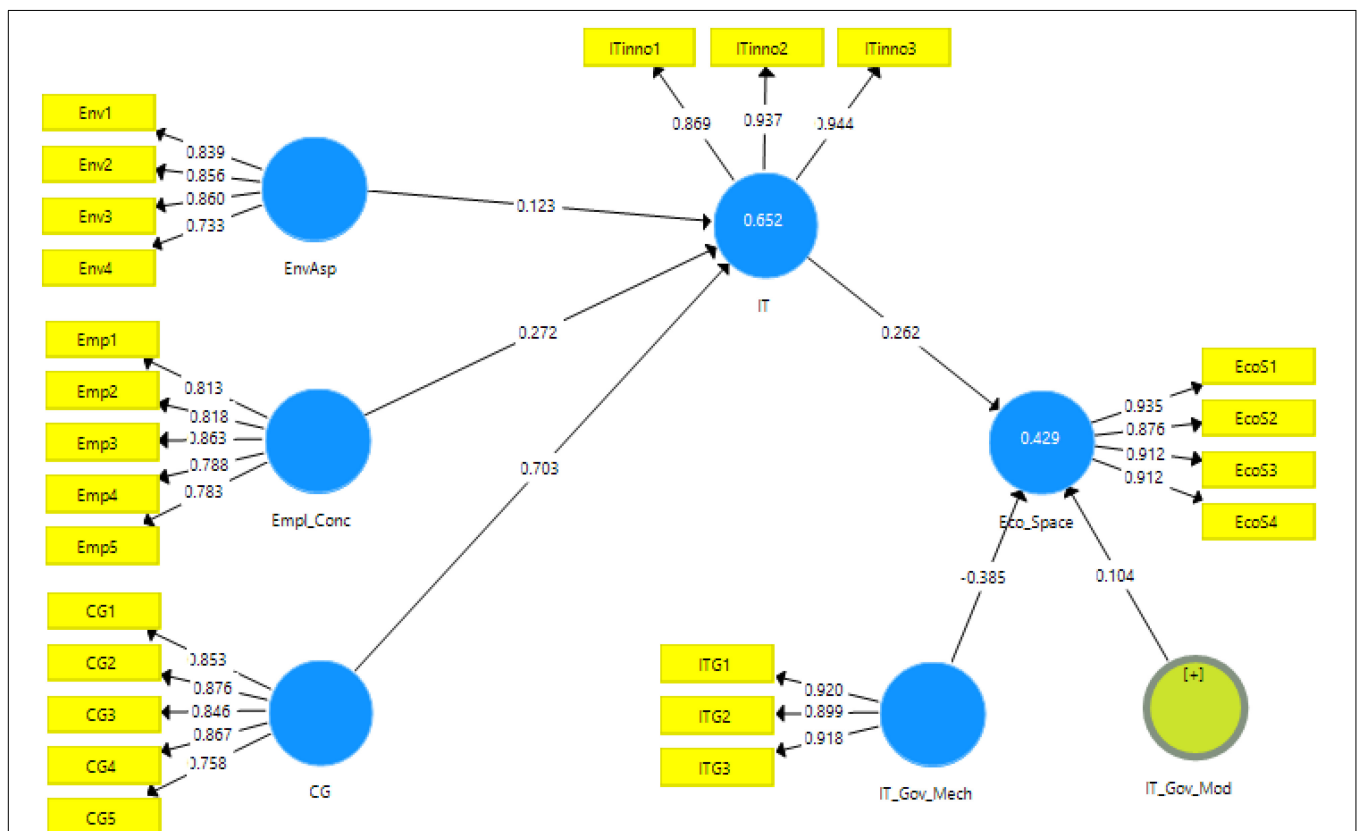 ITinno1
ITinno2
ITinno3
0.869
0.937
0.944
Env1
Env2
Env3
Env4
0.839
0.856
0.860
0.733
EnvAsp
0.123
0.652
IT
Emp1
Emp2
Emp3
Emp4
Emp5
0.813
0.818
0.863
0.788
0.783
Empl_Conc
0.272
0.262
0.703
0.429
Eco_Space
0.935
0.876
0.912
0.912
EcoS1
EcoS2
EcoS3
EcoS4
-0.385
0.104
CG1
CG2
CG3
CG4
CG5
0.853
0.876
0.846
0.867
0.758
CG
ITG1
ITG2
ITG3
0.920
0.899
0.918
IT_Gov_Mech
[+]
IT_Gov_Mod